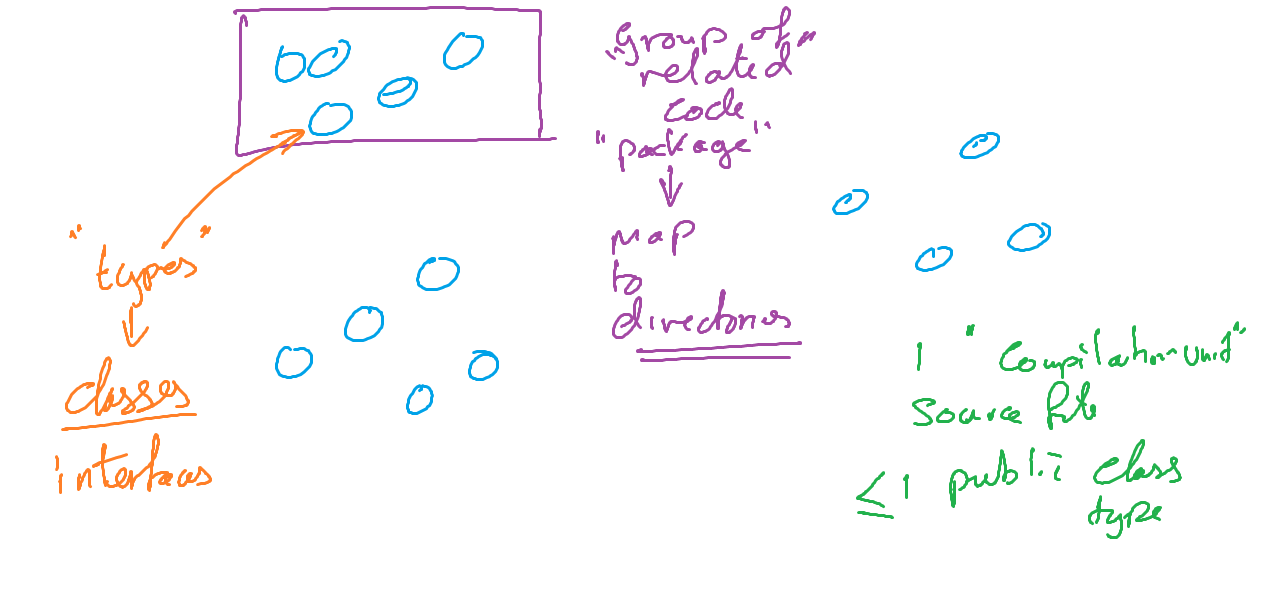 "group of"
related
code
"package"
map
to
directories
"types"
classes
interfaces
1 "Compilation-unit"
Source file
≤1 public class
type